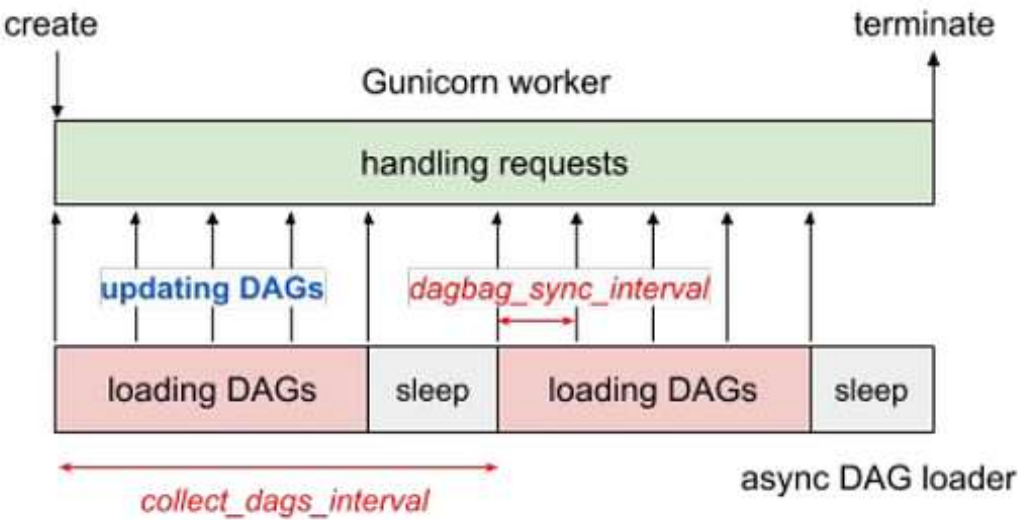 create
terminate
Gunicorn worker
handling requests
updating DAGs
dagbag_sync_interval
loading DAGs
sleep
loading DAGs
sleep
async DAG loader
collect_dags_interval